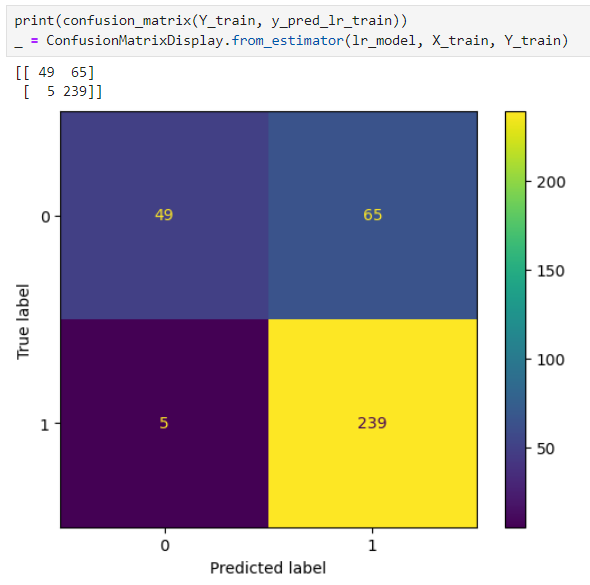 print(confusion_matrix(Y_train, y_pred_lr_train))
_ = ConfusionMatrixDisplay.from_estimator(lr_model, X_train, Y_train)
[[ 49  65]
 [  5 239]]
200
0 49 65
150
True label
100
1 5 239
50
0 1
Predicted label